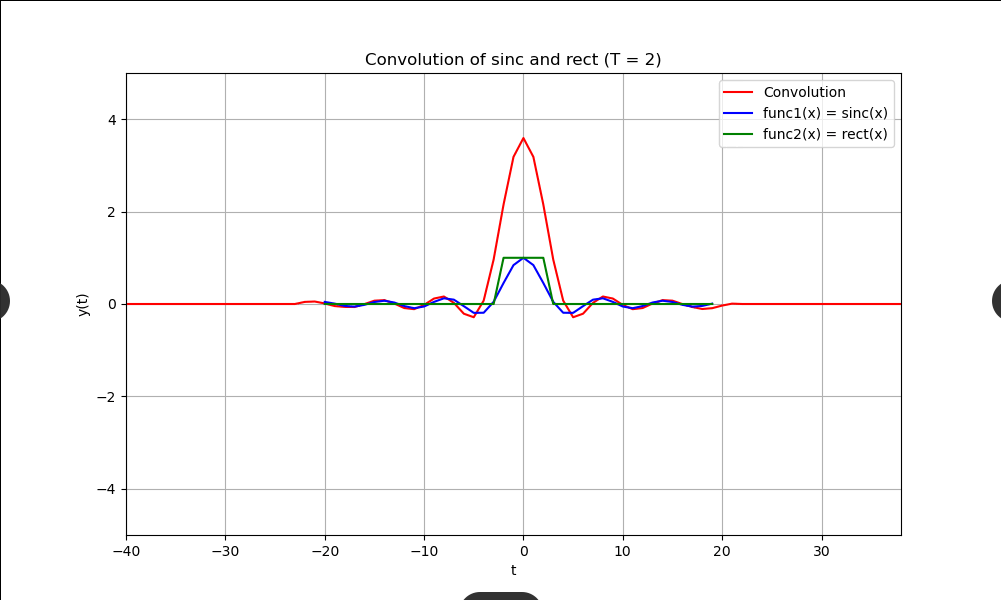 Convolution of sinc and rect (T = 2)
Convolution
func1(x) = sinc(x)
func2(x) = rect(x)
4
2
0
−2
−4
y(t)
−40 −30 −20 −10 0 10 20 30
t